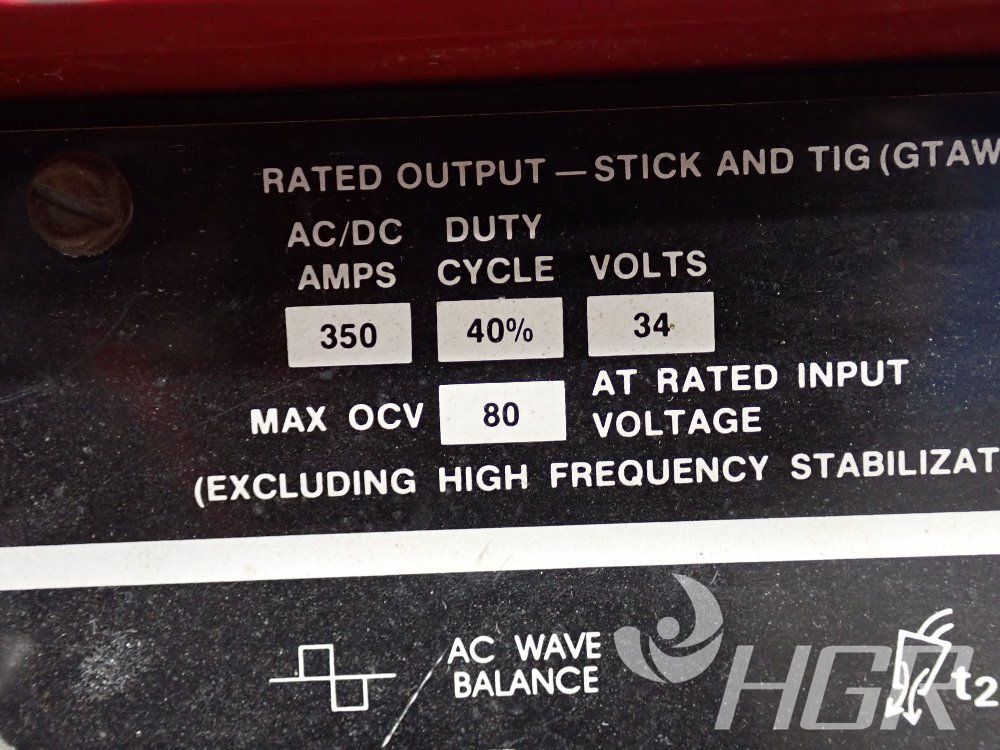 RATED OUTPUT — STICK AND TIG (GTAW
AC/DC AMPS DUTY CYCLE VOLTS
350 40% 34
MAX OCV 80 AT RATED INPUT VOLTAGE
(EXCLUDING HIGH FREQUENCY STABILIZAT
AC WAVE
BALANCE
t2
HGR